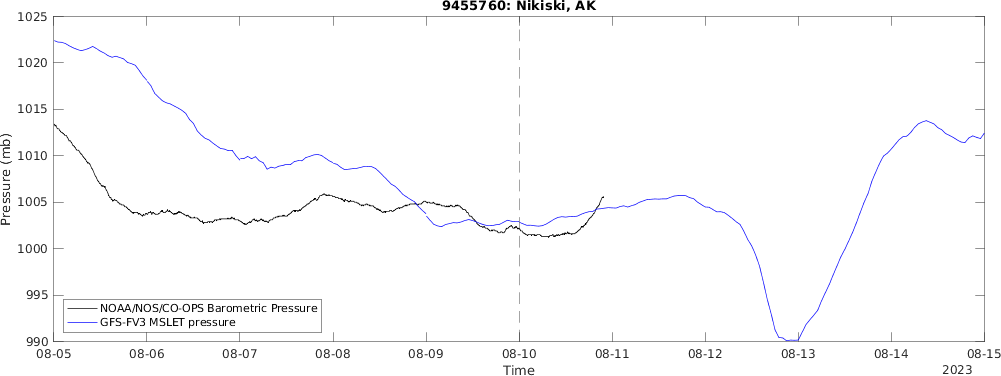 9455760: Nikiski, AK
Pressure (mb)
1025
1020
1015
1010
1005
1000
995
990
NOAA/NOS/CO-OPS Barometric Pressure
GFS-FV3 MSLET pressure
08-05 08-06 08-07 08-08 08-09 08-10 08-11 08-12 08-13 08-14 08-15
Time
2023